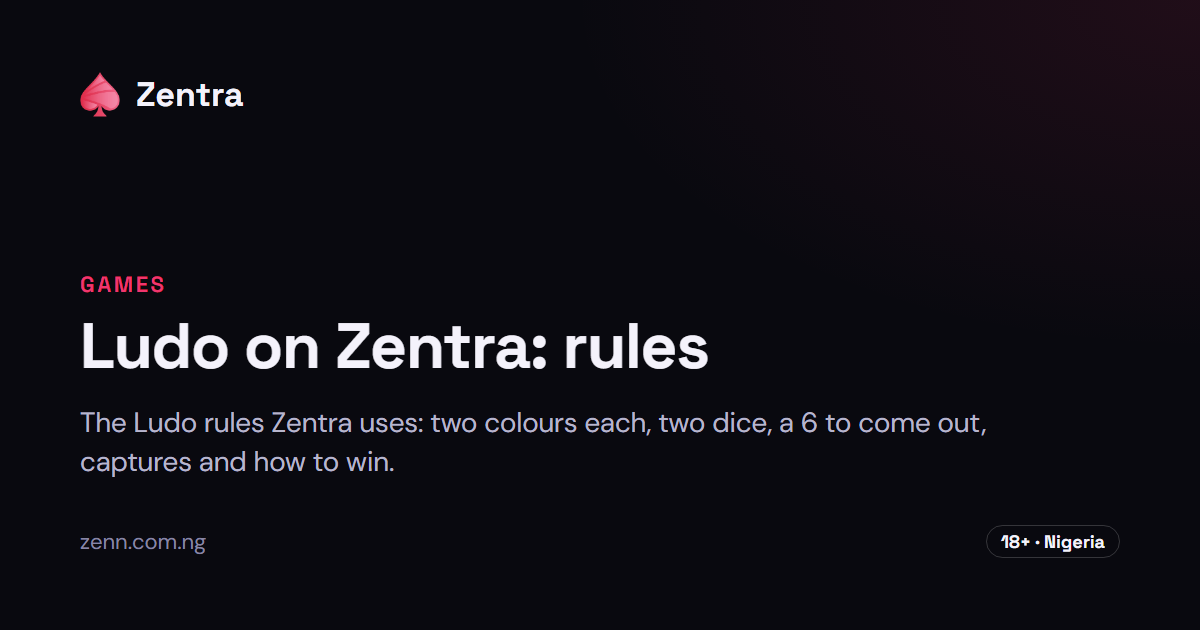 Zentra
GAMES
Ludo on Zentra: rules
The Ludo rules Zentra uses: two colours each, two dice, a 6 to come out,
captures and how to win.
zenn.com.ng
18+ · Nigeria